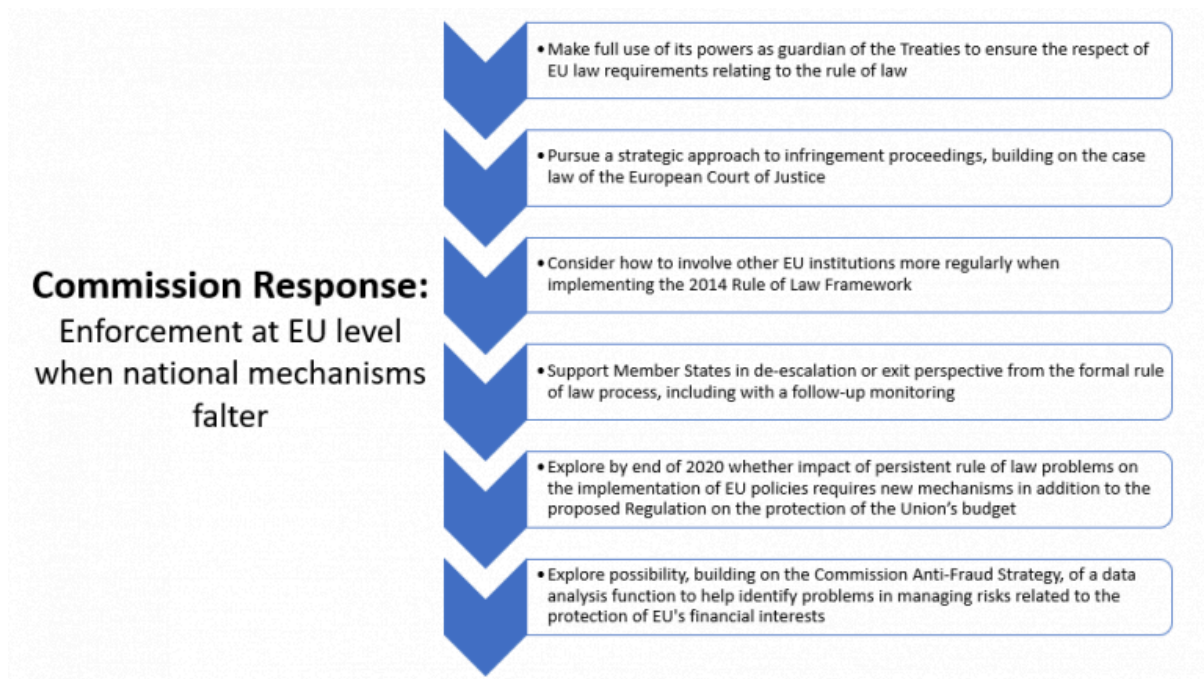 Commission Response:
Enforcement at EU level
when national mechanisms
falter
•Make full use of its powers as guardian of the Treaties to ensure the respect of
EU law requirements relating to the rule of law
•Pursue a strategic approach to infringement proceedings, building on the case
law of the European Court of Justice
•Consider how to involve other EU institutions more regularly when
implementing the 2014 Rule of Law Framework
•Support Member States in de-escalation or exit perspective from the formal rule
of law process, including with a follow-up monitoring
•Explore by end of 2020 whether impact of persistent rule of law problems on
the implementation of EU policies requires new mechanisms in addition to the
proposed Regulation on the protection of the Union's budget
•Explore possibility, building on the Commission Anti-Fraud Strategy, of a data
analysis function to help identify problems in managing risks related to the
protection of EU's financial interests